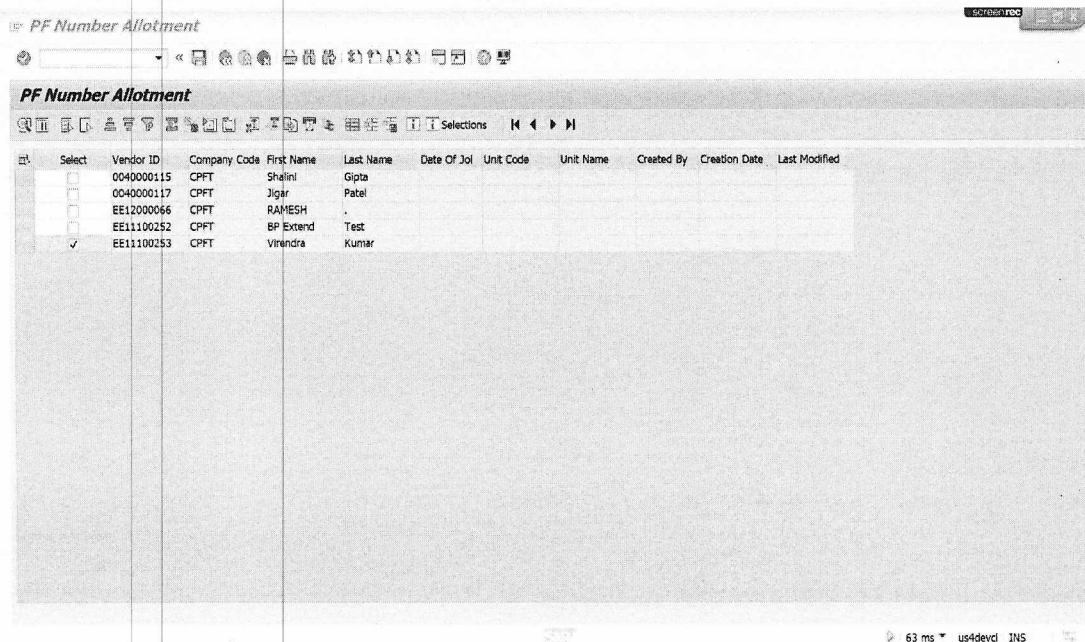 screenrec
PF Number Allotment
PF Number Allotment
Selections
Select Vendor ID Company Code First Name Last Name Date Of Joi Unit Code Unit Name Created By Creation Date Last Modified
0040000115 CPFT Shalini Gipta
0040000117 CPFT Jigar Patel
EE12000066 CPFT RAMESH .
EE11100252 CPFT BP Extend Test
✓ EE11100253 CPFT Virendra Kumar
63 ms us4devcl INS